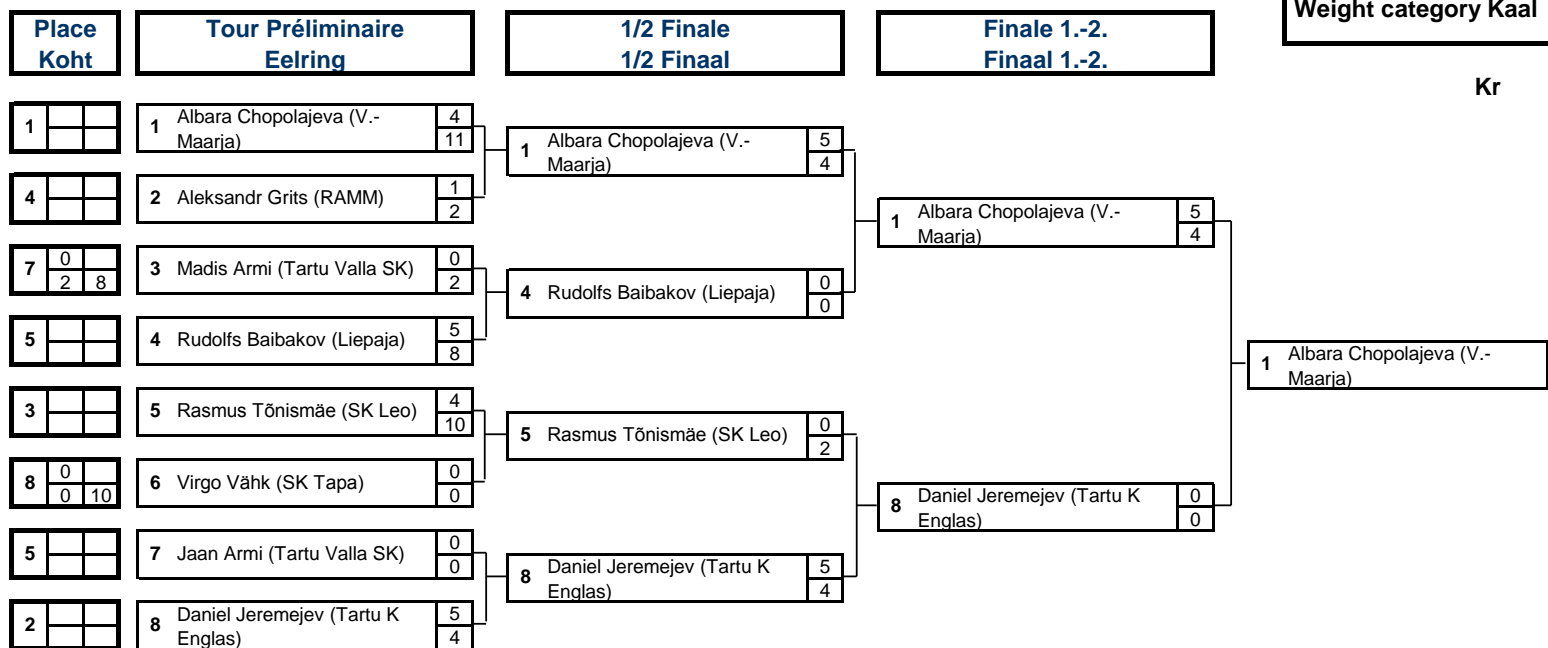 Weight category Kaal
Place
Koht
Tour Préliminaire
Eelring
1/2 Finale
1/2 Finaal
Finale 1.-2.
Finaal 1.-2.
Kr
1
1 Albara Chopolajeva (V.-
Maarja)
4
11
4
2 Aleksandr Grits (RAMM)
1
2
7 0
2 8
3 Madis Armi (Tartu Valla SK)
0
2
5
4 Rudolfs Baibakov (Liepaja)
5
8
3
5 Rasmus Tõnismäe (SK Leo)
4
10
8 0
0 10
6 Virgo Vähk (SK Tapa)
0
0
5
7 Jaan Armi (Tartu Valla SK)
0
0
2
8 Daniel Jeremejev (Tartu K
Englas)
5
4
1 Albara Chopolajeva (V.-
Maarja)
5
4
4 Rudolfs Baibakov (Liepaja)
0
0
5 Rasmus Tõnismäe (SK Leo)
0
2
8 Daniel Jeremejev (Tartu K
Englas)
5
4
1 Albara Chopolajeva (V.-
Maarja)
5
4
8 Daniel Jeremejev (Tartu K
Englas)
0
0
1 Albara Chopolajeva (V.-
Maarja)